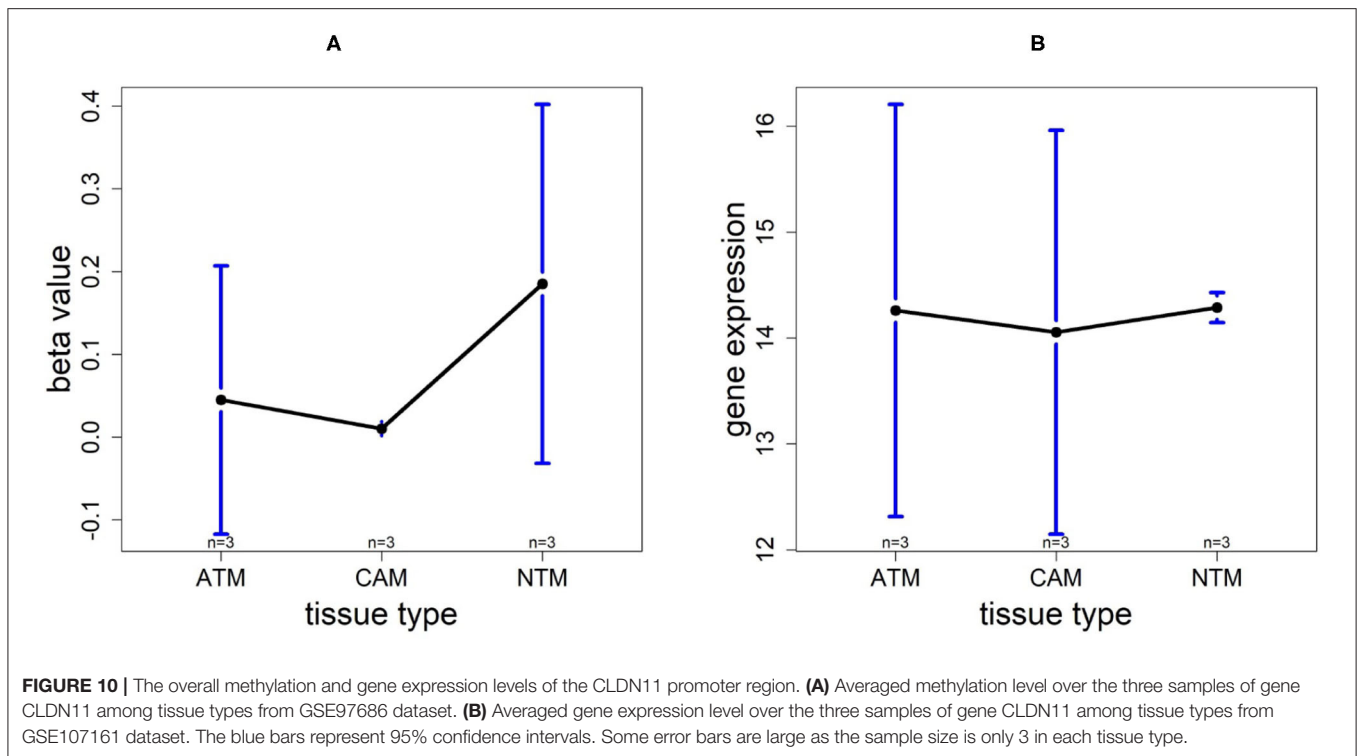 A
B
0.4
0.3
0.2
0.1
0.0
-0.1
beta value
n=3 n=3 n=3
ATM CAM NTM
tissue type
16
15
14
13
12
gene expression
n=3 n=3 n=3
ATM CAM NTM
tissue type
FIGURE 10 | The overall methylation and gene expression levels of the CLDN11 promoter region. (A) Averaged methylation level over the three samples of gene
CLDN11 among tissue types from GSE97686 dataset. (B) Averaged gene expression level over the three samples of gene CLDN11 among tissue types from
GSE107161 dataset. The blue bars represent 95% confidence intervals. Some error bars are large as the sample size is only 3 in each tissue type.